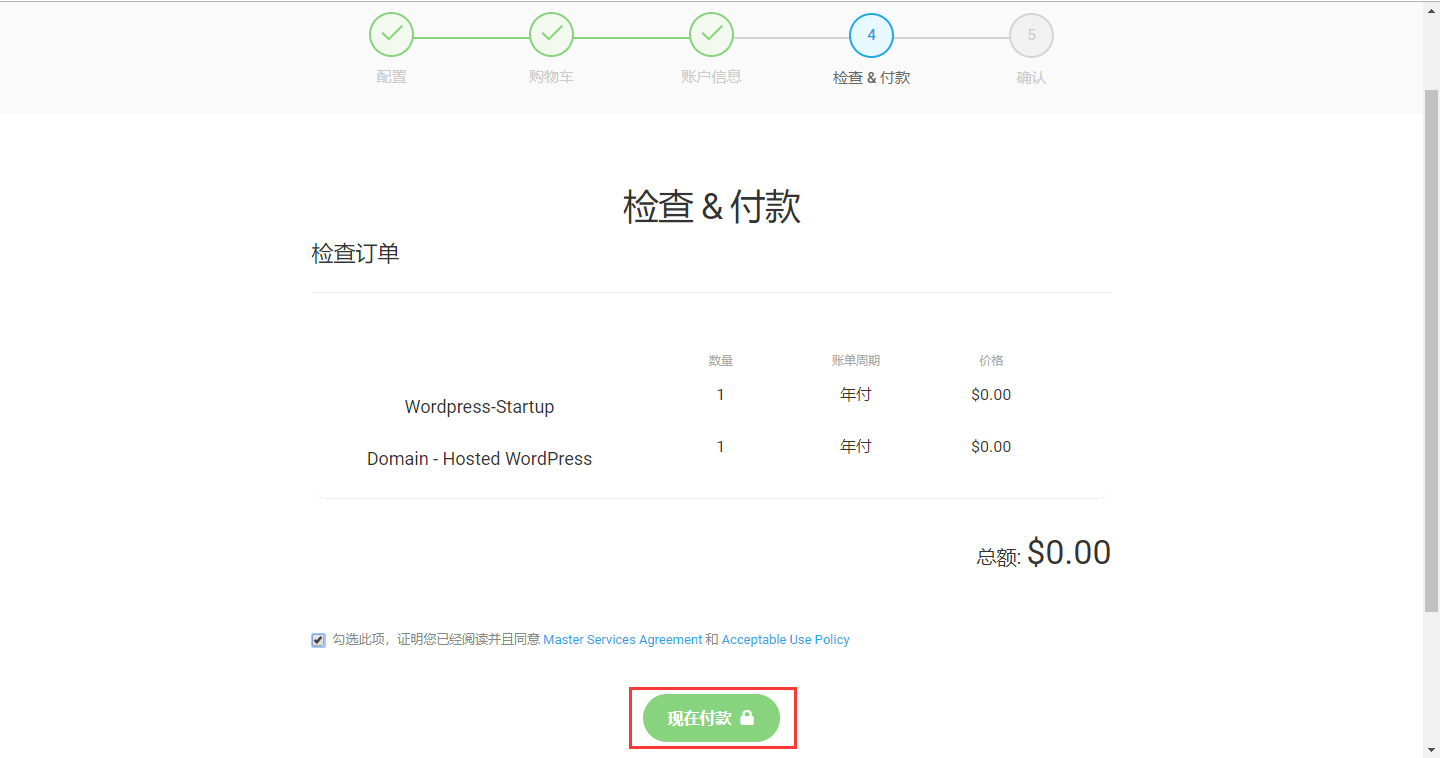 4
5
配置
购物车
账户信息
检查 & 付款
确认
检查 & 付款
检查订单
数量 账单周期 价格
Wordpress-Startup 1 年付 $0.00
Domain - Hosted WordPress 1 年付 $0.00
总额: $0.00
勾选此项，证明您已经阅读并且同意 Master Services Agreement 和 Acceptable Use Policy
现在付款